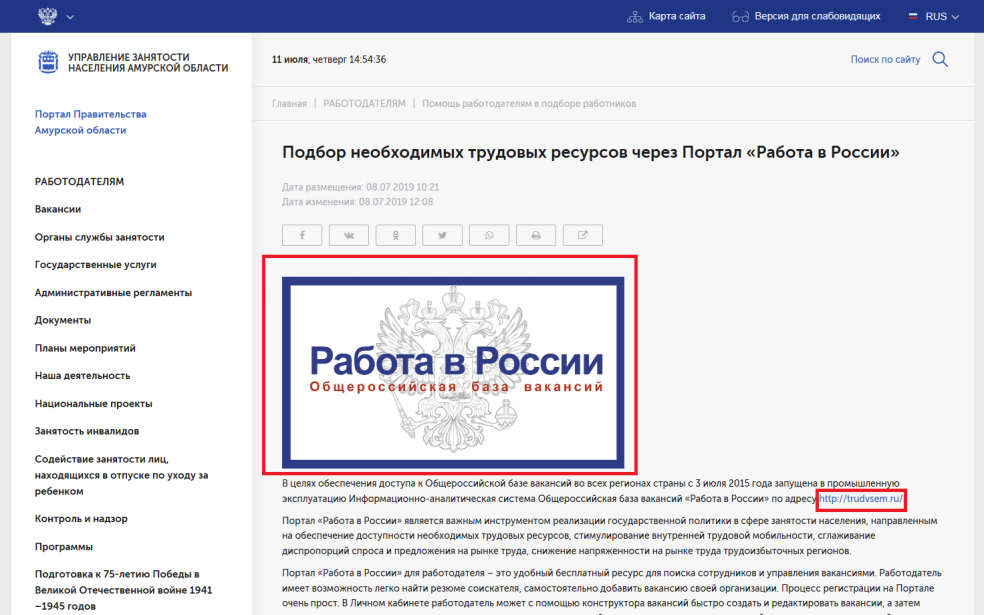 Карта сайта
Версия для слабовидящих
RUS
УПРАВЛЕНИЕ ЗАНЯТОСТИ
НАСЕЛЕНИЯ АМУРСКОЙ ОБЛАСТИ
Портал Правительства
Амурской области
РАБОТОДАТЕЛЯМ
Вакансии
Органы службы занятости
Государственные услуги
Административные регламенты
Документы
Планы мероприятий
Наша деятельность
Национальные проекты
Занятость инвалидов
Содействие занятости лиц,
находящихся в отпуске по уходу за
ребенком
Контроль и надзор
Программы
Подготовка к 75-летию Победы в
Великой Отечественной войне 1941
–1945 годов
11 июля, четверг 14:54:36
Поиск по сайту
Главная | РАБОТОДАТЕЛЯМ | Помощь работодателям в подборе работников
Подбор необходимых трудовых ресурсов через Портал «Работа в России»
Дата размещения: 08.07.2019 10:21
Дата изменения: 08.07.2019 12:08
Работа в России
Общероссийская база вакансий
В целях обеспечения доступа к Общероссийской базе вакансий во всех регионах страны с 3 июля 2015 года запущена в промышленную
эксплуатацию Информационно-аналитическая система Общероссийская база вакансий «Работа в России» по адресу http://trudvsem.ru/.
Портал «Работа в России» является важным инструментом реализации государственной политики в сфере занятости населения, направленным
на обеспечение доступности необходимых трудовых ресурсов, стимулирование внутренней трудовой мобильности, сглаживание
диспропорций спроса и предложения на рынке труда, снижение напряженности на рынке труда трудоизбыточных регионов.
Портал «Работа в России» для работодателя – это удобный бесплатный ресурс для поиска сотрудников и управления вакансиями. Работодатель
имеет возможность легко найти резюме соискателя, самостоятельно добавить вакансию своей организации. Процесс регистрации на Портале
очень прост. В Личном кабинете работодатель может с помощью конструктора вакансий быстро создать и редактировать вакансии, а затем